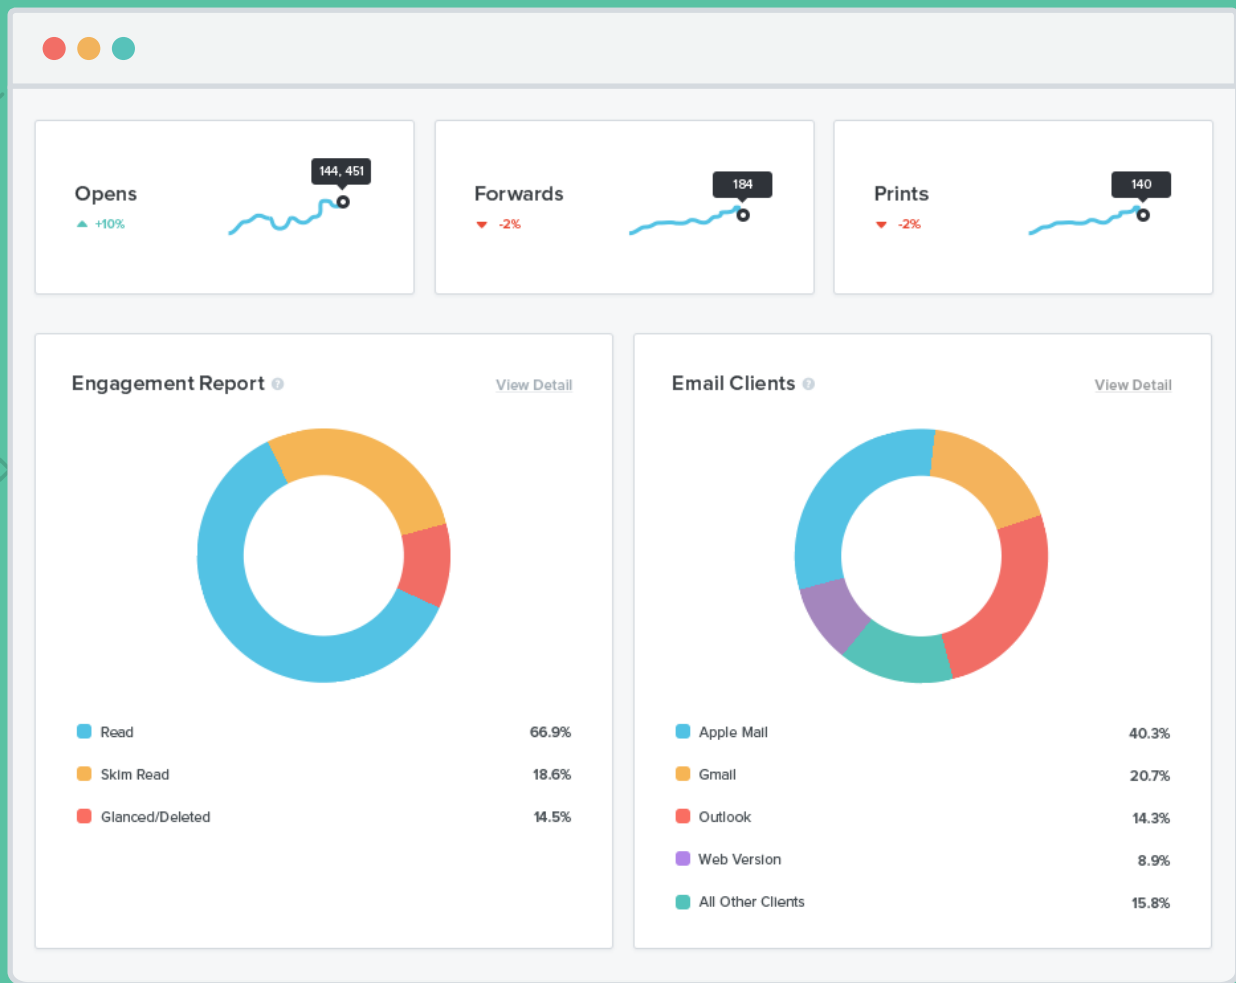 Opens
+10%
144, 451
Forwards
-2%
184
Prints
-2%
140
Engagement Report ?
View Detail
Read 66.9%
Skim Read 18.6%
Glanced/Deleted 14.5%
Email Clients ?
View Detail
Apple Mail 40.3%
Gmail 20.7%
Outlook 14.3%
Web Version 8.9%
All Other Clients 15.8%